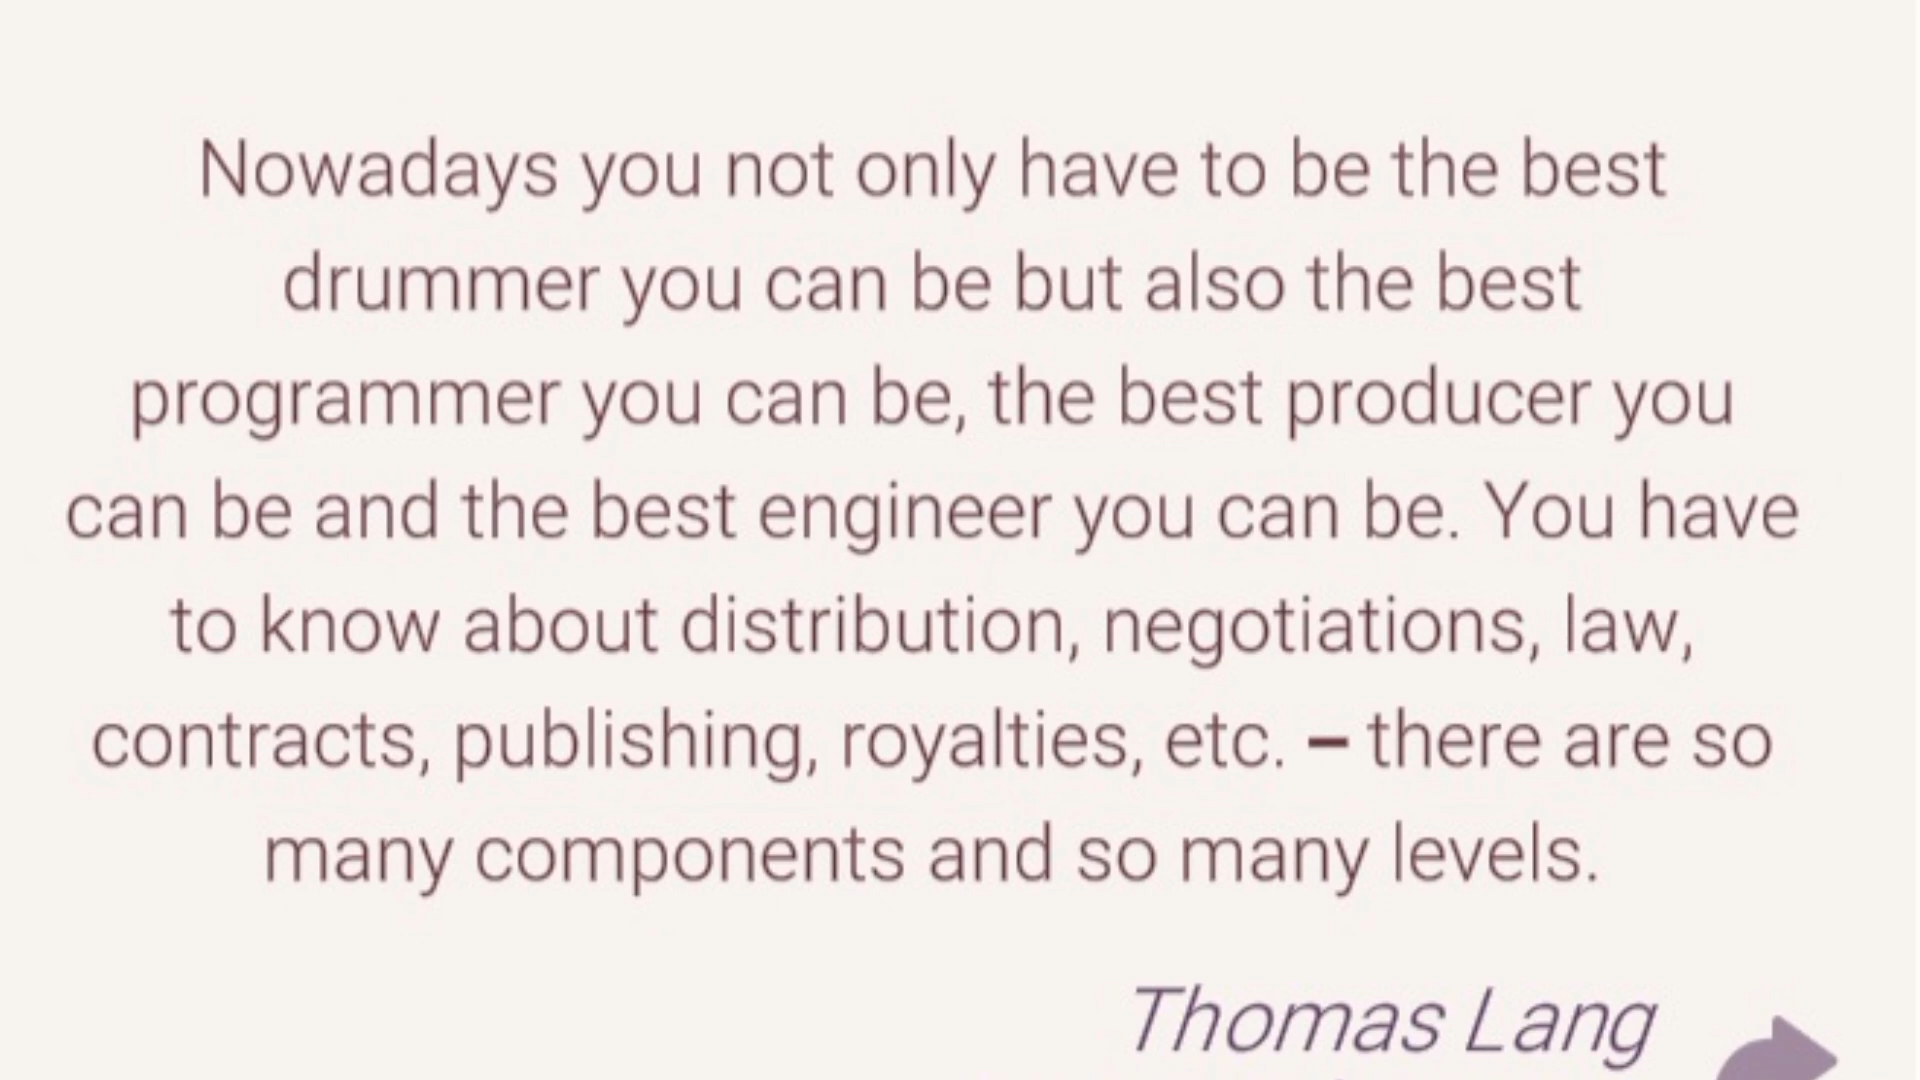 Nowadays you not only have to be the best
drummer you can be but also the best
programmer you can be, the best producer you
can be and the best engineer you can be. You have
to know about distribution, negotiations, law,
contracts, publishing, royalties, etc. – there are so
many components and so many levels.
Thomas Lang